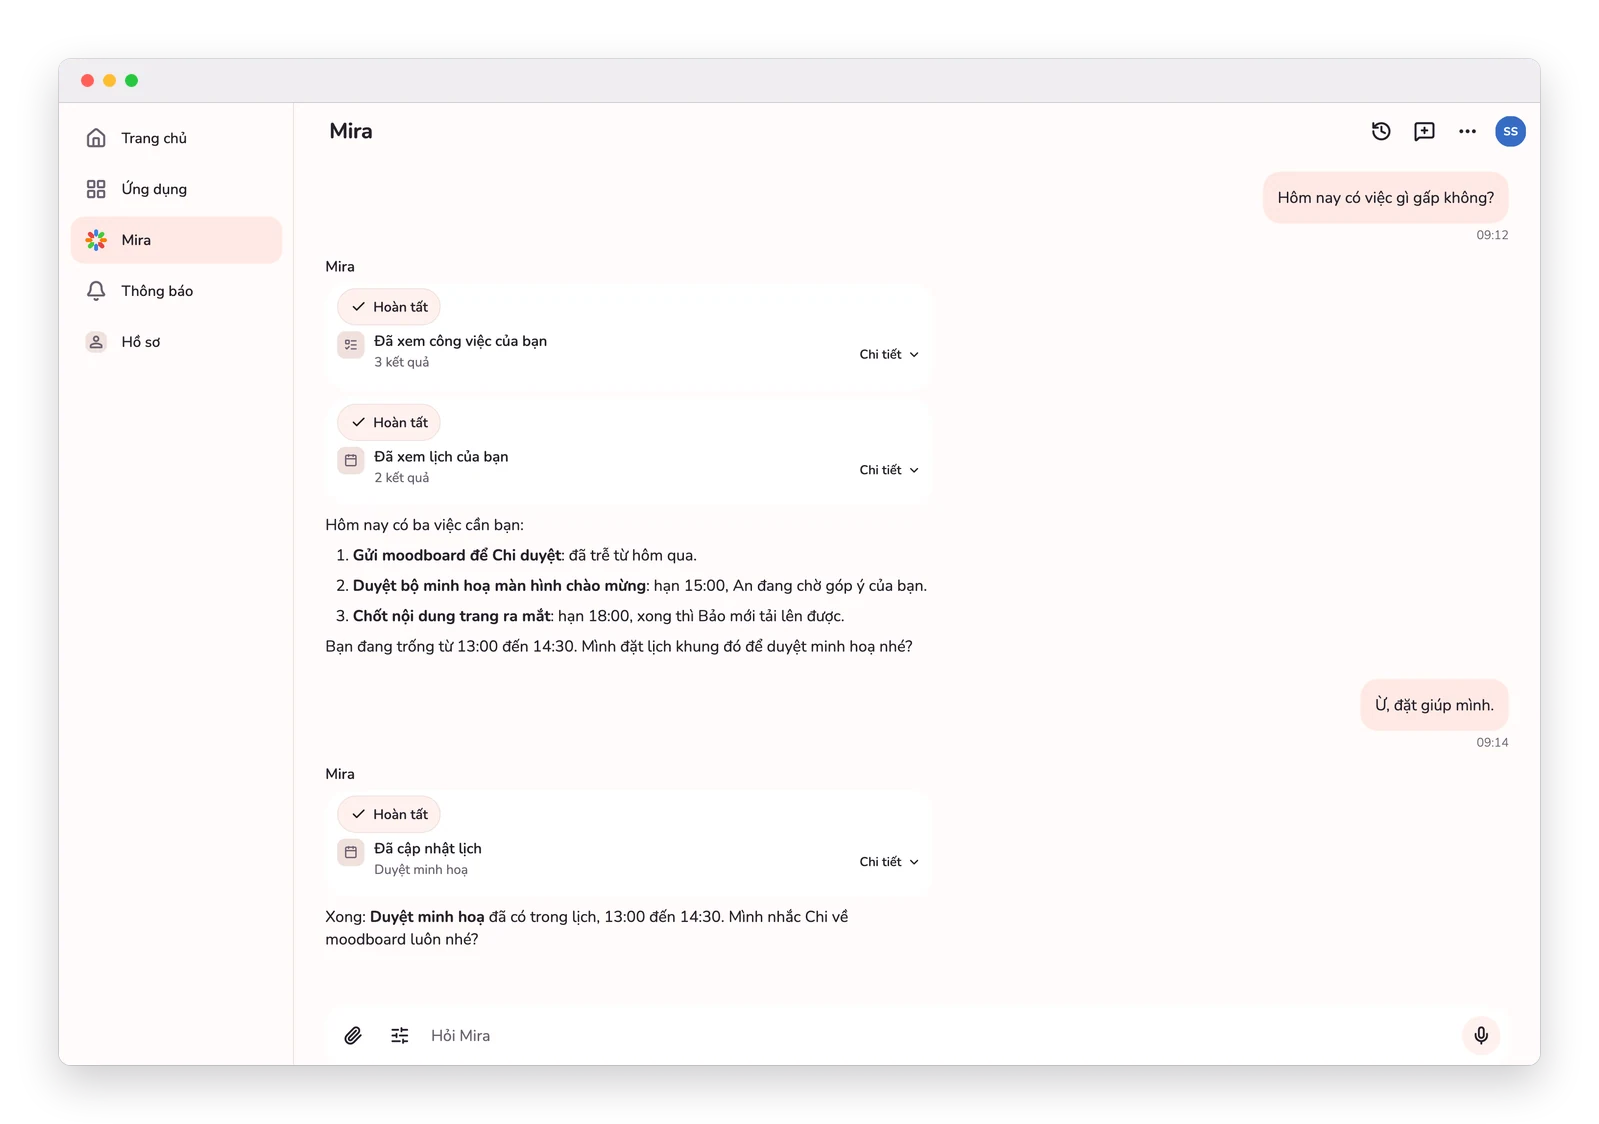 Trang chủ
Ứng dụng
Mira
Thông báo
Hồ sơ
Mira
SS
Hôm nay có việc gì gấp không?
09:12
Mira
Hoàn tất
Đã xem công việc của bạn
3 kết quả
Chi tiết
Hoàn tất
Đã xem lịch của bạn
2 kết quả
Chi tiết
Hôm nay có ba việc cần bạn:
1. Gửi moodboard để Chi duyệt: đã trễ từ hôm qua.
2. Duyệt bộ minh hoạ màn hình chào mừng: hạn 15:00, An đang chờ góp ý của bạn.
3. Chốt nội dung trang ra mắt: hạn 18:00, xong thì Bảo mới tải lên được.
Bạn đang trống từ 13:00 đến 14:30. Mình đặt lịch khung đó để duyệt minh hoạ nhé?
Ừ, đặt giúp mình.
09:14
Mira
Hoàn tất
Đã cập nhật lịch
Duyệt minh hoạ
Chi tiết
Xong: Duyệt minh hoạ đã có trong lịch, 13:00 đến 14:30. Mình nhắc Chi về
moodboard luôn nhé?
Hỏi Mira